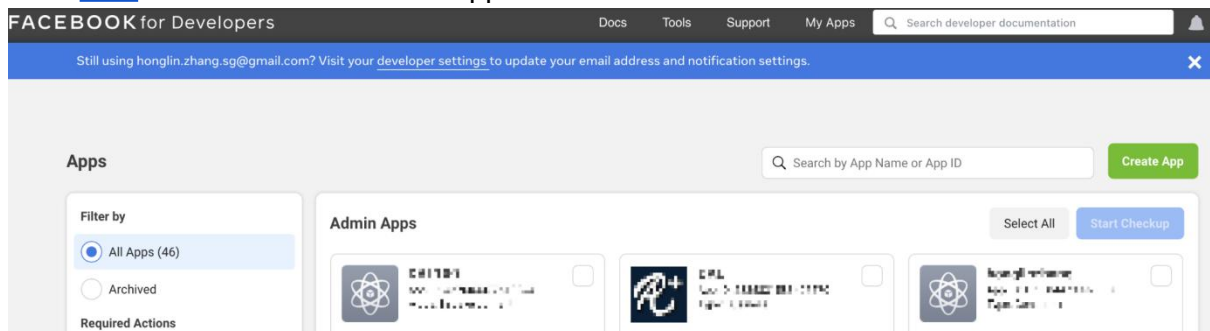 FACEBOOK for Developers Docs Tools Support My Apps Search developer documentation
Still using honglin.zhang.sg@gmail.com? Visit your developer settings to update your email address and notification settings.
Apps Search by App Name or App ID Create App
Filter by
All Apps (46)
Archived
Required Actions
Admin Apps Select All Start Checkup